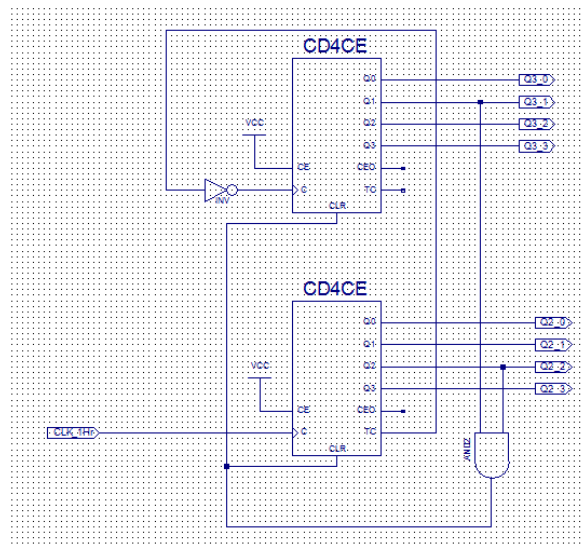 CD4CE
Q0
Q3_0
Q1
Q3_1
VCC
Q2
Q3_2
Q3
Q3_3
CE
CEO
C
TC
INV
CLR
CD4CE
Q0
Q2_0
Q1
Q2_1
VCC
Q2
Q2_2
Q3
Q2_3
CE
CEO
CLK_1Hr
C
TC
AND2
CLR